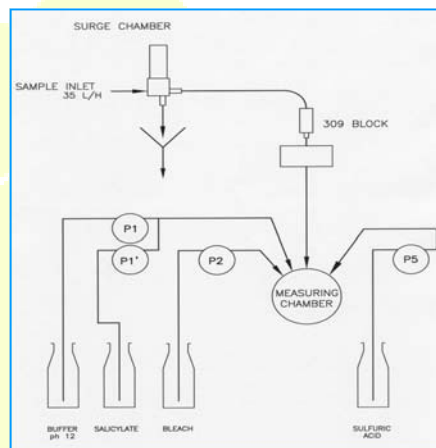 SURGE CHAMBER
SAMPLE INLET
35 L/H
309 BLOCK
P1
P1'
P2
P5
MEASURING
CHAMBER
BUFFER
ph 12
SALICYLATE
BLEACH
SULFURIC
ACID